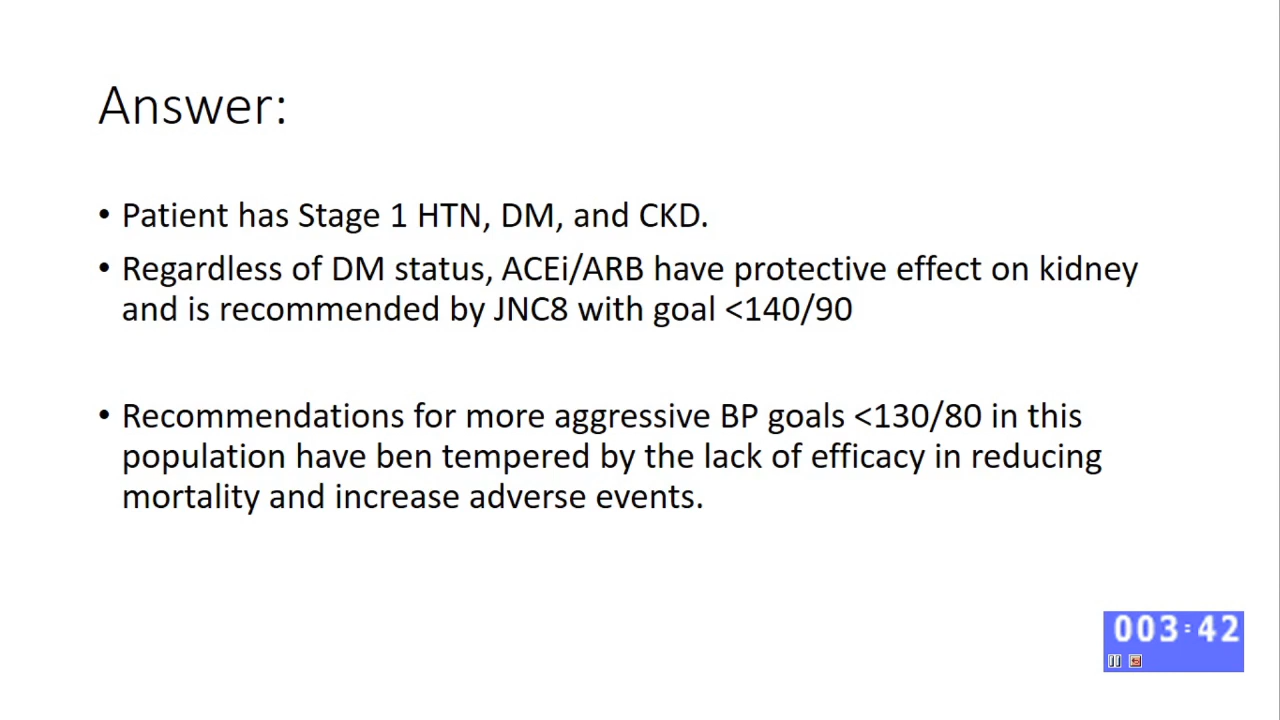 Answer:
• Patient has Stage 1 HTN, DM, and CKD.
• Regardless of DM status, ACEi/ARB have protective effect on kidney
and is recommended by JNC8 with goal <140/90
• Recommendations for more aggressive BP goals <130/80 in this
population have ben tempered by the lack of efficacy in reducing
mortality and increase adverse events.
003:42